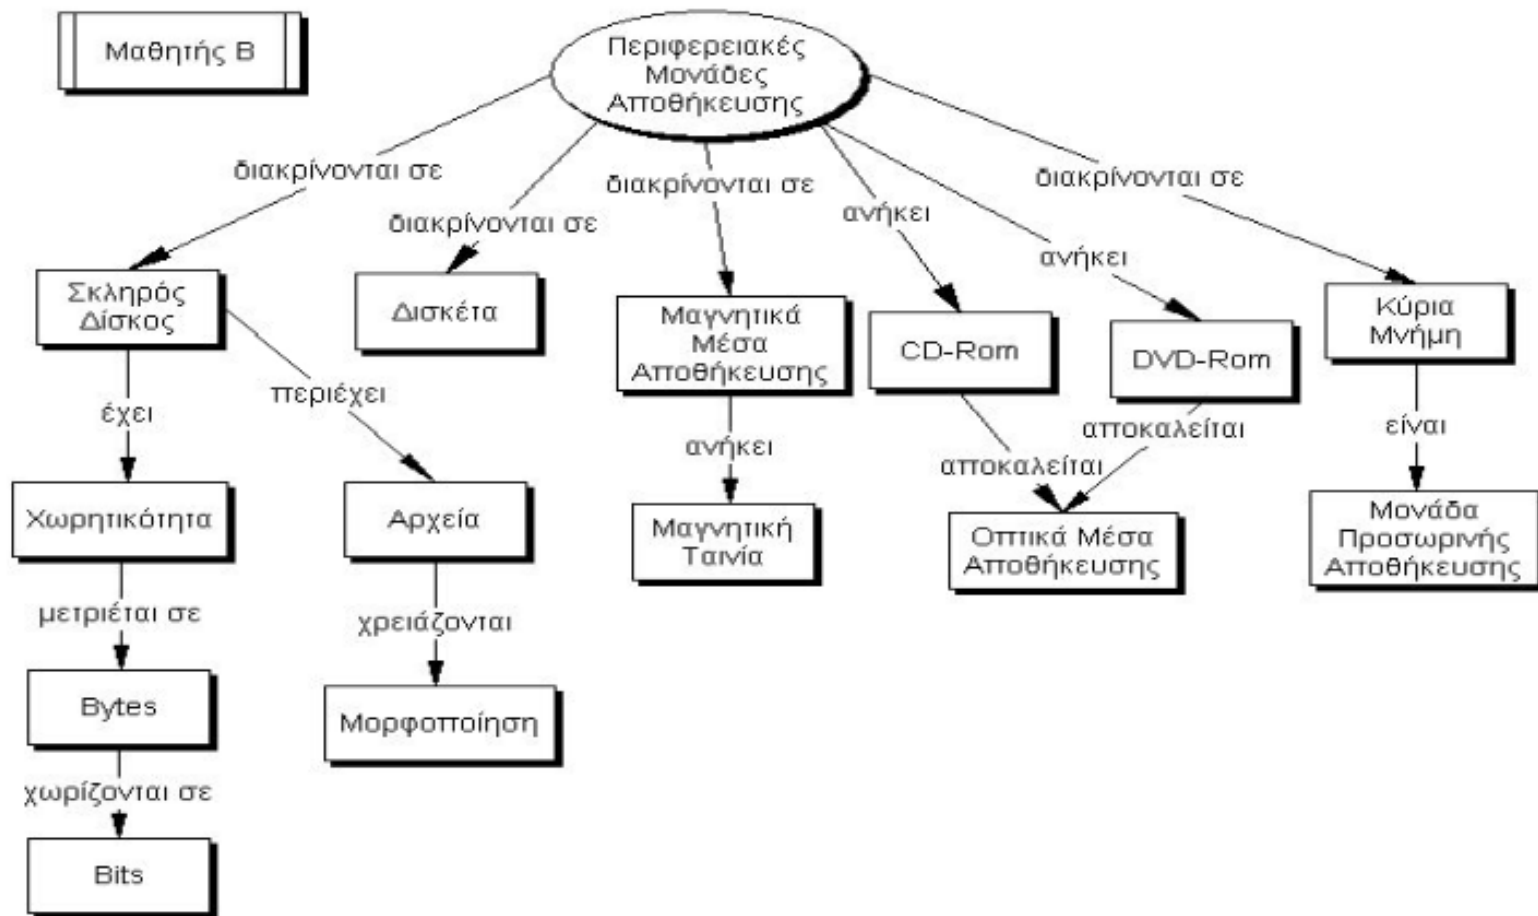 Μαθητής Β
Περιφερειακές
Μονάδες
Αποθήκευσης
διακρίνονται σε
διακρίνονται σε
διακρίνονται σε
ανήκει
ανήκει
διακρίνονται σε
Σκληρός
Δίσκος
Δισκέτα
Μαγνητικά
Μέσα
Αποθήκευσης
CD-Rom
DVD-Rom
Κύρια
Μνήμη
έχει
περιέχει
ανήκει
αποκαλείται
αποκαλείται
είναι
Χωρητικότητα
Αρχεία
Μαγνητική
Ταινία
Οπτικά Μέσα
Αποθήκευσης
Μονάδα
Προσωρινής
Αποθήκευσης
μετριέται σε
χρειάζονται
Bytes
Μορφοποίηση
χωρίζονται σε
Bits